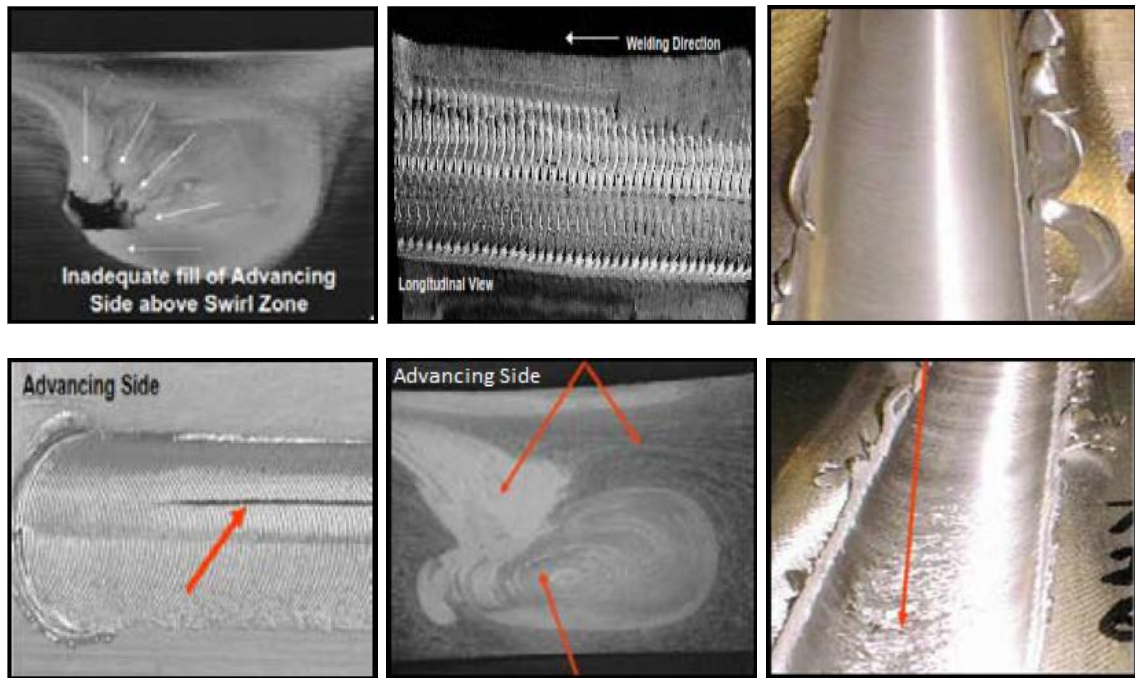 Inadequate fill of Advancing
Side above Swirl Zone
Welding Direction
Longitudinal View
Advancing Side
Advancing Side